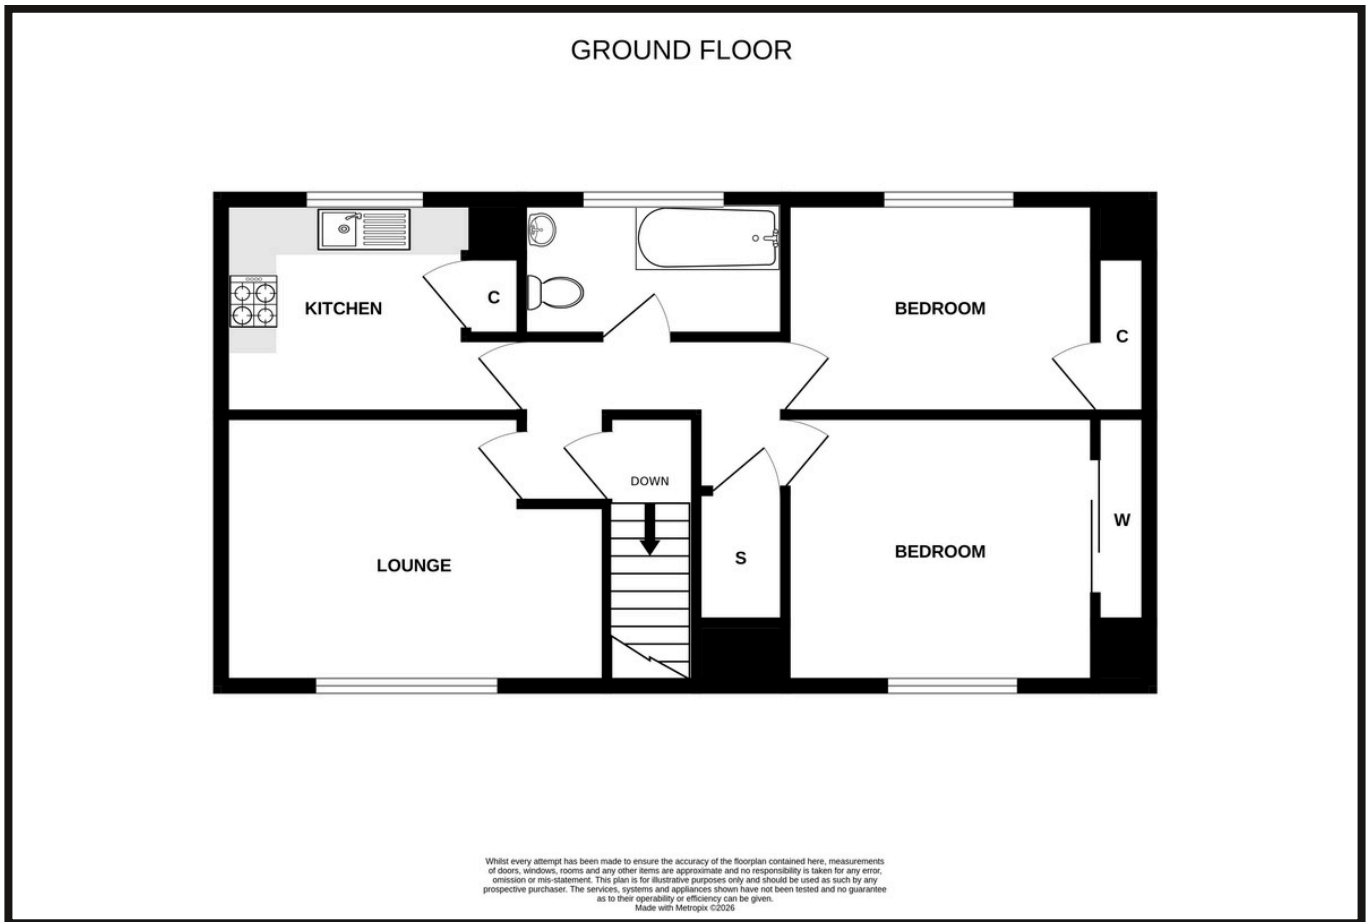 GROUND FLOOR
KITCHEN
C
BEDROOM
C
DOWN
LOUNGE
S
BEDROOM
W
Whilst every attempt has been made to ensure the accuracy of the floorplan contained here, measurements
of doors, windows, rooms and any other items are approximate and no responsibility is taken for any error,
omission or mis-statement. This plan is for illustrative purposes only and should be used as such by any
prospective purchaser. The services, systems and appliances shown have not been tested and no guarantee
as to their operability or efficiency can be given.
Made with Metropix ©2026